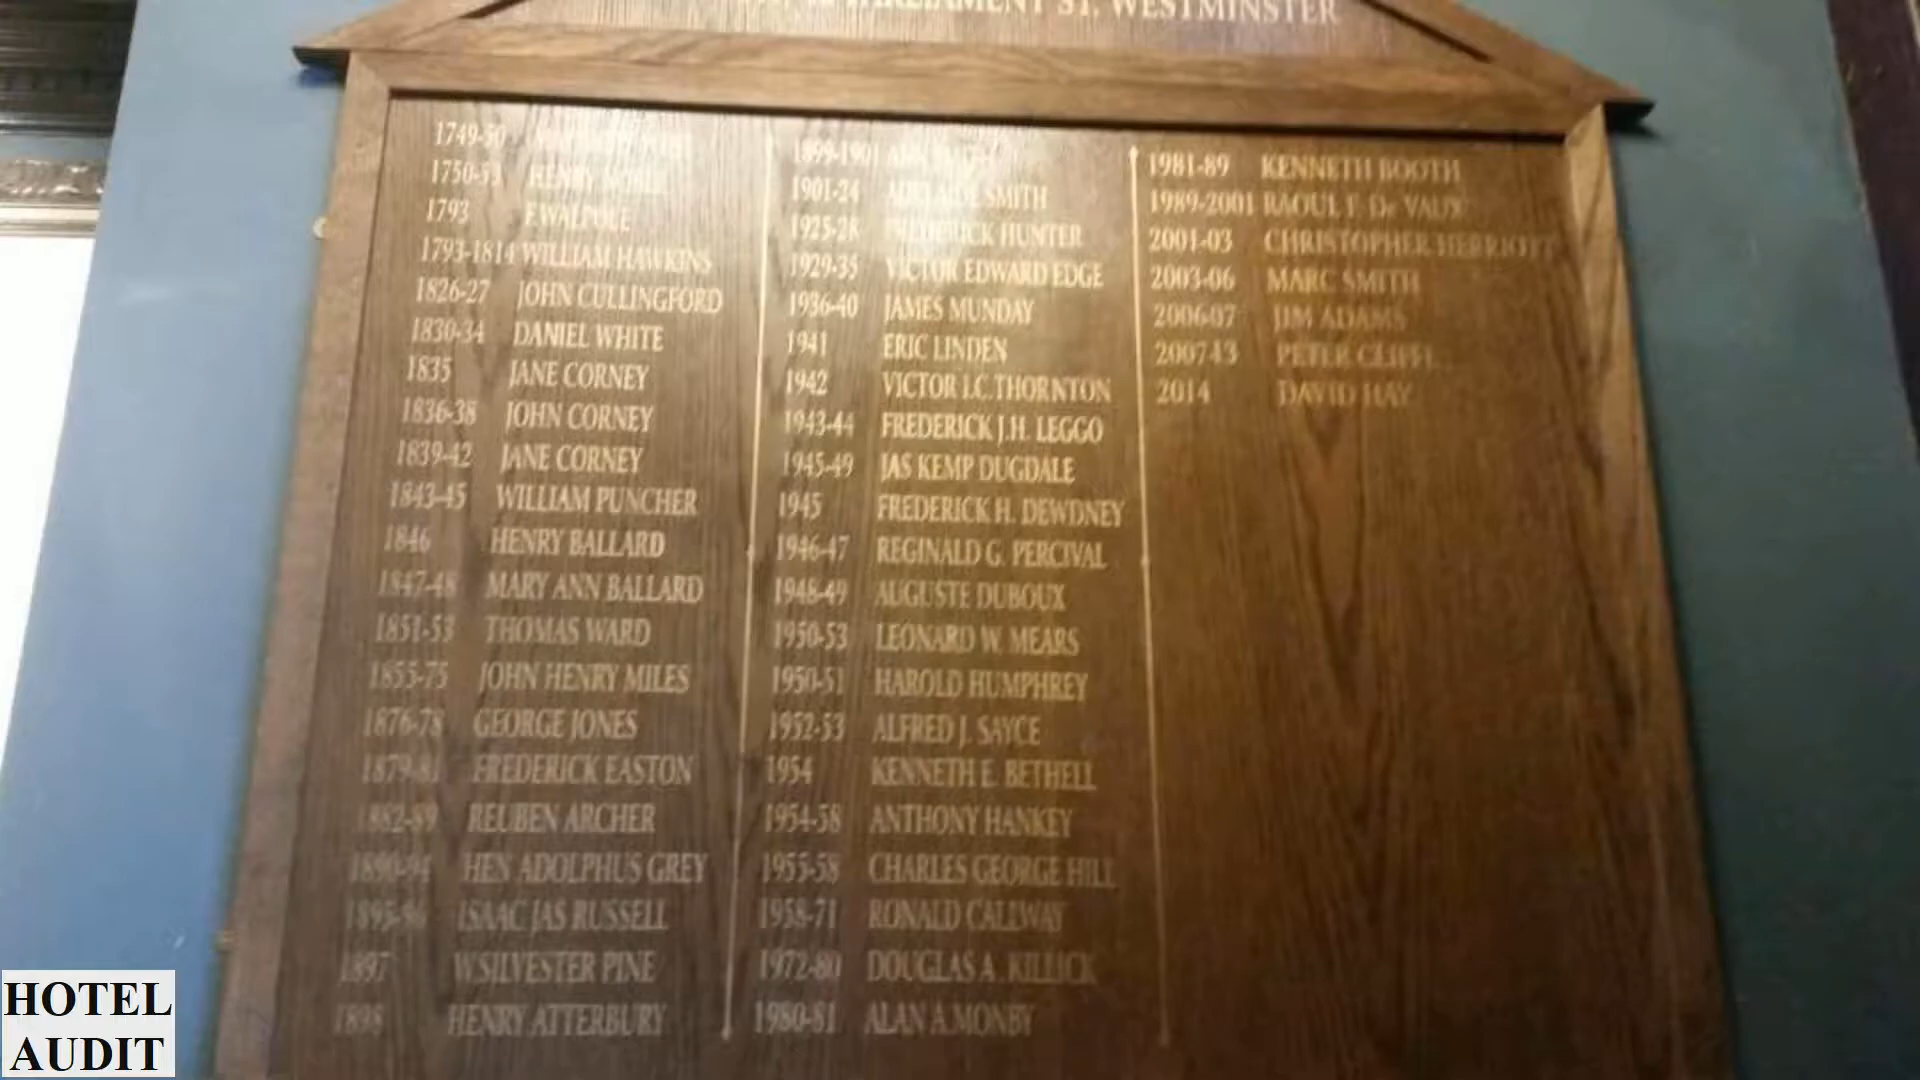 PARLIAMENT ST, WESTMINSTER
1749-50
1750-53 HENRY
1793 F.WALPOLE
1793-1814 WILLIAM HAWKINS
1826-27 JOHN CULLINGFORD
1830-34 DANIEL WHITE
1835 JANE CORNEY
1836-38 JOHN CORNEY
1839-42 JANE CORNEY
1843-45 WILLIAM PUNCHER
1846 HENRY BALLARD
1847-48 MARY ANN BALLARD
1851-53 THOMAS WARD
1855-75 JOHN HENRY MILES
1876-78 GEORGE JONES
1879-81 FREDERICK EASTON
1882-89 REUBEN ARCHER
1890-94 HEN ADOLPHUS GREY
1895-96 ISAAC JAS RUSSELL
1897 W.SILVESTER PINE
1898 HENRY ATTERBURY
1899-1901
1901-24 ADELAIDE SMITH
1925-28 FREDERICK HUNTER
1929-35 VICTOR EDWARD EDGE
1936-40 JAMES MUNDAY
1941 ERIC LINDEN
1942 VICTOR I.C. THORNTON
1943-44 FREDERICK J.H. LEGGO
1945-49 JAS KEMP DUGDALE
1945 FREDERICK H. DEWDNEY
1946-47 REGINALD G. PERCIVAL
1948-49 AUGUSTE DUBOUX
1950-53 LEONARD W. MEARS
1950-51 HAROLD HUMPHREY
1952-53 ALFRED J. SAYCE
1954 KENNETH E. BETHELL
1954-58 ANTHONY HANKEY
1955-58 CHARLES GEORGE HILL
1958-71 RONALD CALLWAY
1972-80 DOUGLAS A. KILLICK
1980-81 ALAN A.MONBY
1981-89 KENNETH BOOTH
1989-2001 RAOUL F. De VAUX
2001-03 CHRISTOPHER HERRIOTT
2003-06 MARC SMITH
2006-07 JIM ADAMS
2007-13 PETER
2014 DAVID HAY
HOTEL
AUDIT